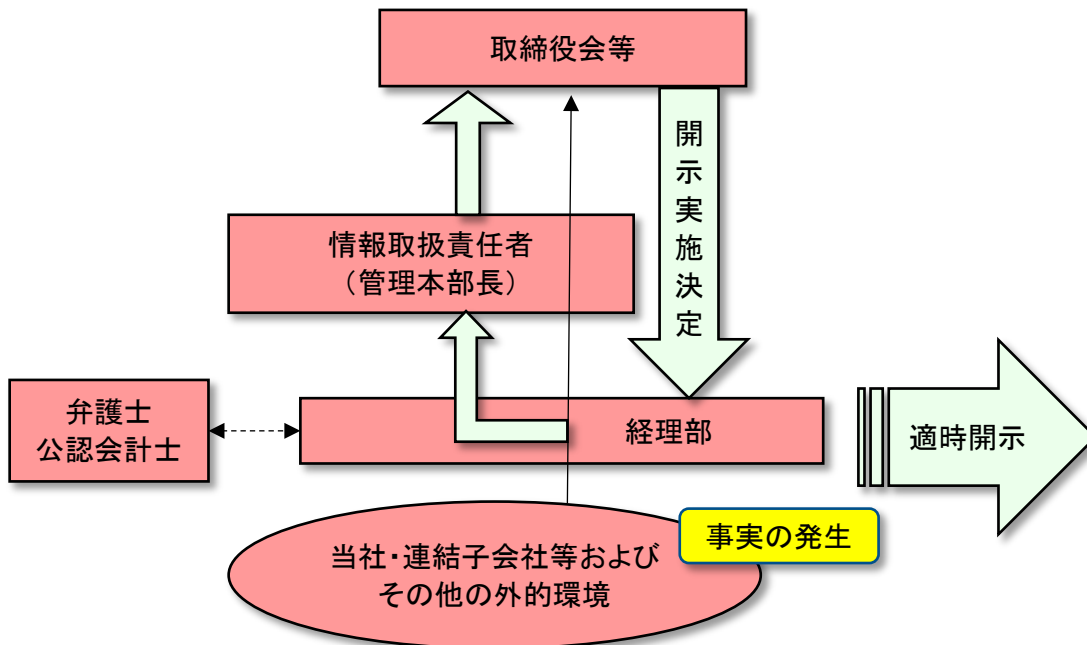 取締役会等
開示実施決定
情報取扱責任者
（管理本部長）
弁護士
公認会計士
経理部
適時開示
事実の発生
当社・連結子会社等および
その他の外的環境